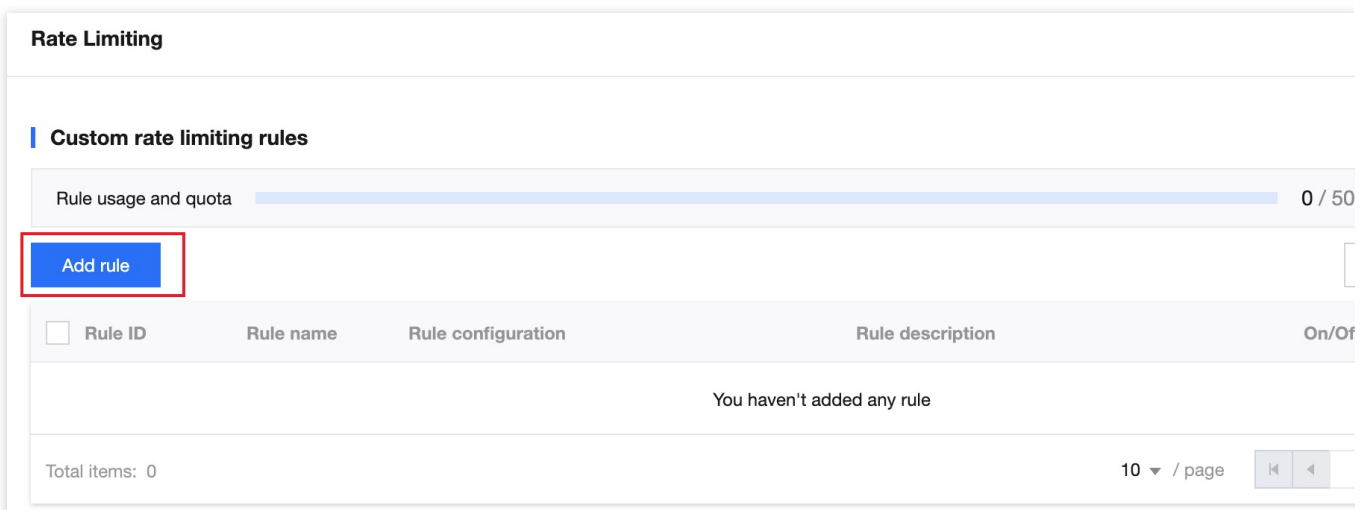 Rate Limiting
Custom rate limiting rules
Rule usage and quota 0 / 50
Add rule
Rule ID Rule name Rule configuration Rule description On/Of
You haven't added any rule
Total items: 0 10 / page